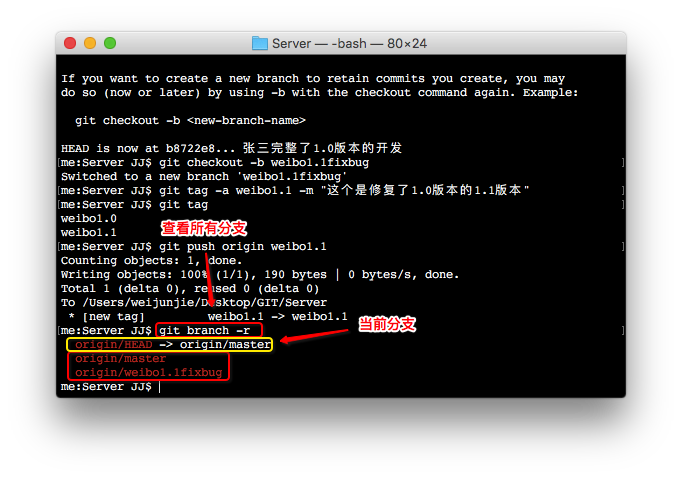 Server — -bash — 80×24
If you want to create a new branch to retain commits you create, you may
do so (now or later) by using -b with the checkout command again. Example:
git checkout -b <new-branch-name>
HEAD is now at b8722e8... 张三完整了1.0版本的开发
[me:Server JJ$ git checkout -b weibo1.1fixbug ]
Switched to a new branch 'weibo1.1fixbug'
[me:Server JJ$ git tag -a weibo1.1 -m "这个是修复了1.0版本的1.1版本" ]
[me:Server JJ$ git tag ]
weibo1.0
weibo1.1
查看所有分支
[me:Server JJ$ git push origin weibo1.1 ]
Counting objects: 1, done.
Writing objects: 100% (1/1), 190 bytes | 0 bytes/s, done.
Total 1 (delta 0), reused 0 (delta 0)
To /Users/weijunjie/Desktop/GIT/Server
* [new tag] weibo1.1 -> weibo1.1
当前分支
[me:Server JJ$ git branch -r ]
origin/HEAD -> origin/master
origin/master
origin/weibo1.1fixbug
me:Server JJ$